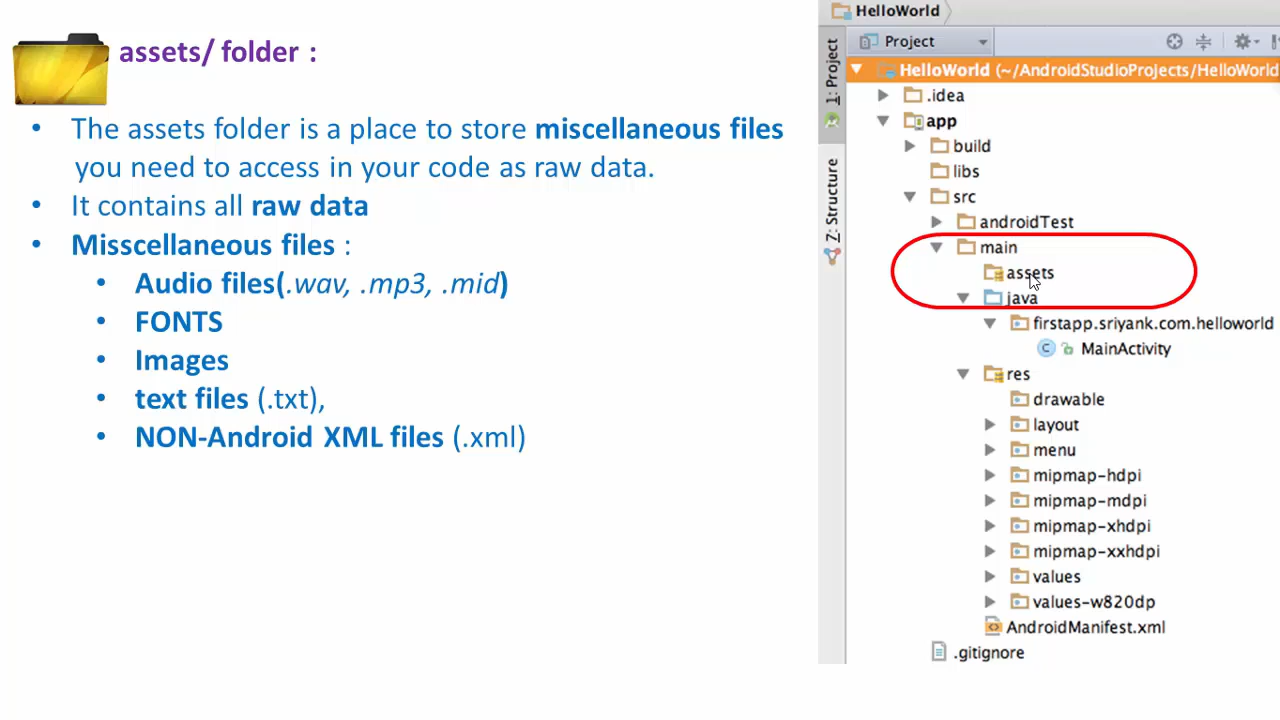 assets/ folder :
• The assets folder is a place to store miscellaneous files
you need to access in your code as raw data.
• It contains all raw data
• Misscellaneous files :
• Audio files(.wav, .mp3, .mid)
• FONTS
• Images
• text files (.txt),
• NON-Android XML files (.xml)
HelloWorld
1: Project
Z: Structure
Project
HelloWorld (~/AndroidStudioProjects/HelloWorld
.idea
app
build
libs
src
androidTest
main
assets
java
firstapp.sriyank.com.helloworld
C MainActivity
res
drawable
layout
menu
mipmap-hdpi
mipmap-mdpi
mipmap-xhdpi
mipmap-xxhdpi
values
values-w820dp
AndroidManifest.xml
.gitignore